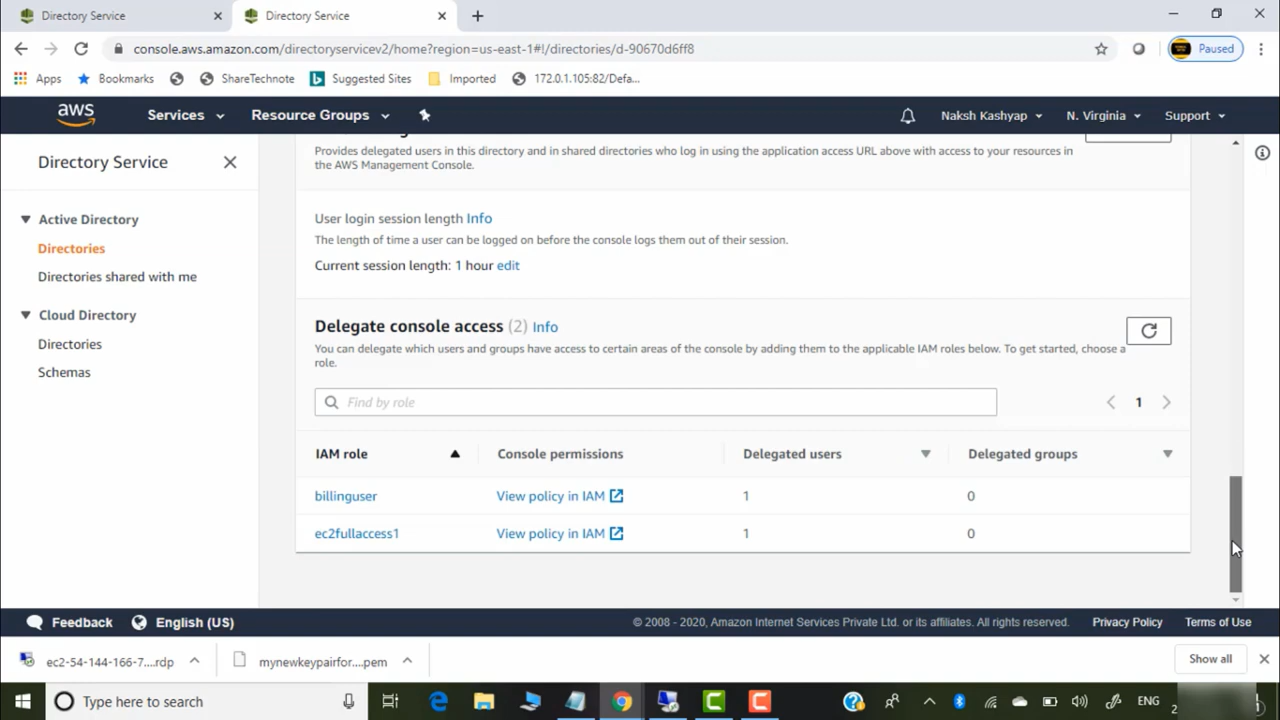 Directory Service
Directory Service
console.aws.amazon.com/directoryservicev2/home?region=us-east-1#!/directories/d-90670d6ff8
Paused
Apps
Bookmarks
ShareTechnote
Suggested Sites
Imported
172.0.1.105:82/Defa...
aws
Services
Resource Groups
Naksh Kashyap
N. Virginia
Support
Directory Service
Active Directory
Directories
Directories shared with me
Cloud Directory
Directories
Schemas
Provides delegated users in this directory and in shared directories who log in using the application access URL above with access to your resources in
the AWS Management Console.
User login session length Info
The length of time a user can be logged on before the console logs them out of their session.
Current session length: 1 hour edit
Delegate console access (2) Info
You can delegate which users and groups have access to certain areas of the console by adding them to the applicable IAM roles below. To get started, choose a
role.
Find by role
1
IAM role Console permissions Delegated users Delegated groups
billinguser View policy in IAM 1 0
ec2fullaccess1 View policy in IAM 1 0
Feedback
English (US)
© 2008 - 2020, Amazon Internet Services Private Ltd. or its affiliates. All rights reserved.
Privacy Policy
Terms of Use
ec2-54-144-166-7....rdp
mynewkeypairfor....pem
Show all
Type here to search
ENG